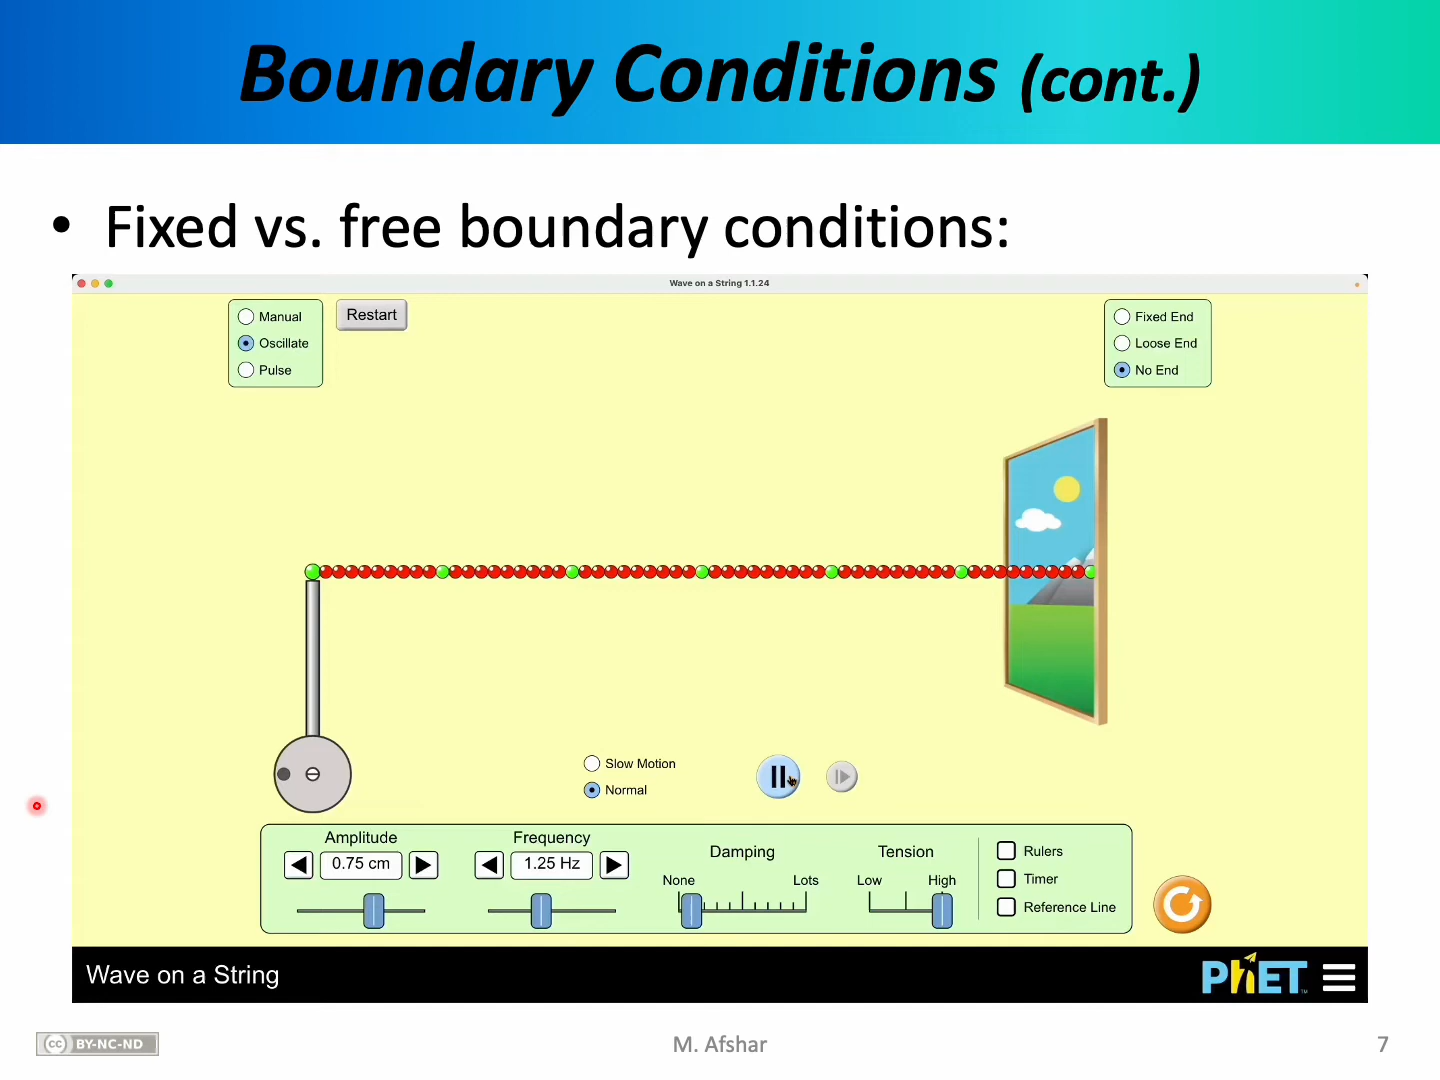 Boundary Conditions (cont.)
• Fixed vs. free boundary conditions:
Wave on a String 1.1.24
Manual
Oscillate
Pulse
Restart
Fixed End
Loose End
No End
Slow Motion
Normal
Amplitude
0.75 cm
Frequency
1.25 Hz
Damping
None Lots
Tension
Low High
Rulers
Timer
Reference Line
Wave on a String
PhET
cc BY-NC-ND
M. Afshar
7